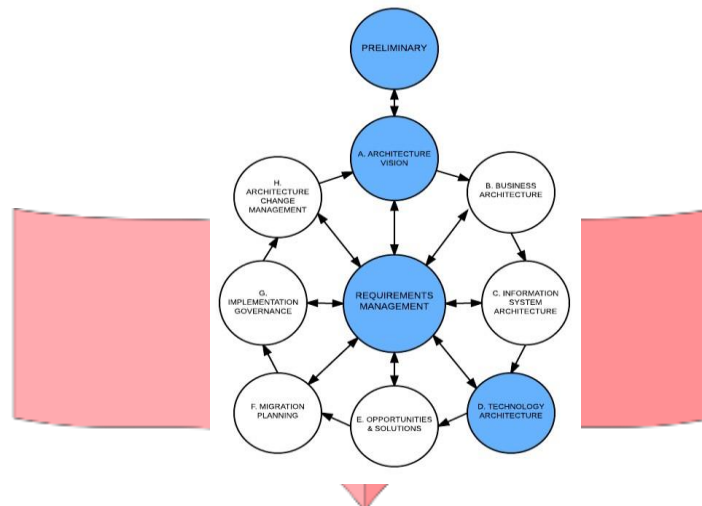 PRELIMINARY
A. ARCHITECTURE
VISION
B. BUSINESS
ARCHITECTURE
C. INFORMATION
SYSTEM
ARCHITECTURE
D. TECHNOLOGY
ARCHITECTURE
E. OPPORTUNITIES
& SOLUTIONS
F. MIGRATION
PLANNING
G.
IMPLEMENTATION
GOVERNANCE
H.
ARCHITECTURE
CHANGE
MANAGEMENT
REQUIREMENTS
MANAGEMENT